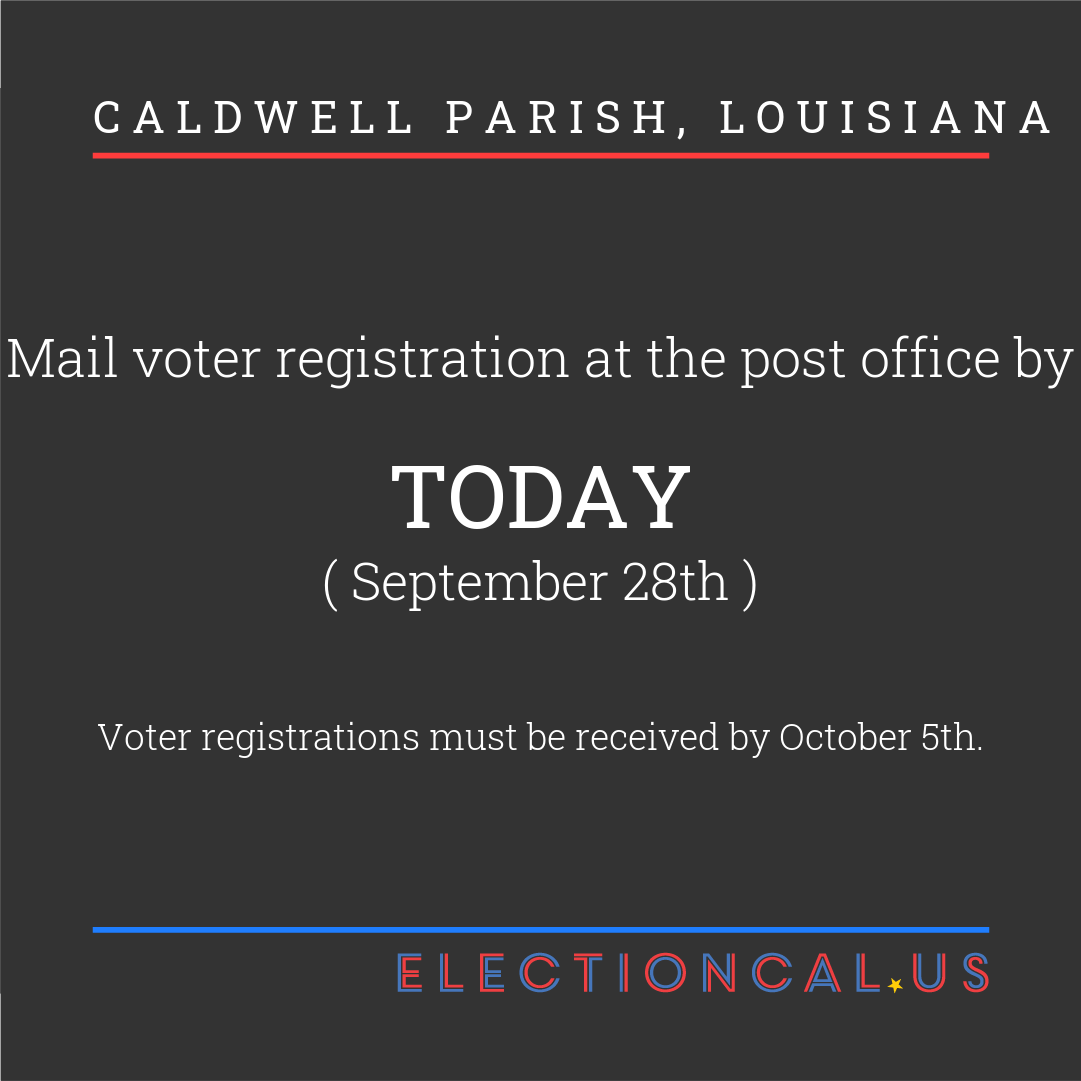 CALDWELL PARISH, LOUISIANA
Mail voter registration at the post office by
TODAY
( September 28th )
Voter registrations must be received by October 5th.
ELECTIONCAL.US